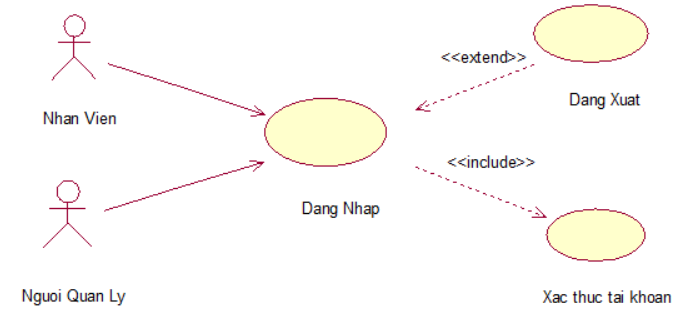 <<extend>>
Nhan Vien
Dang Xuat
<<include>>
Dang Nhap
Nguoi Quan Ly
Xac thuc tai khoan